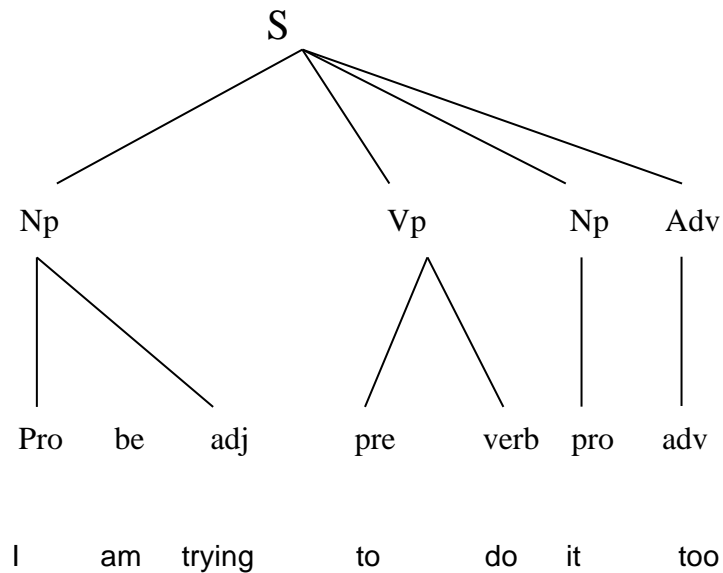 S
Np Vp Np Adv
Pro be adj pre verb pro adv
I am trying to do it too